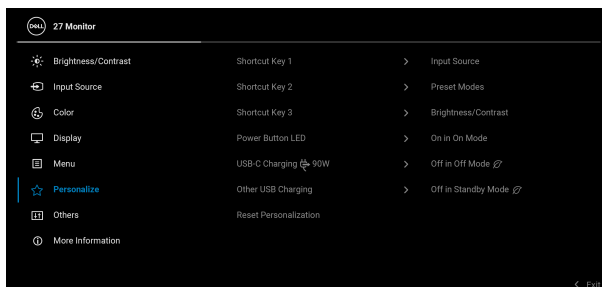 DELL 27 Monitor
Brightness/Contrast Shortcut Key 1 > Input Source
Input Source Shortcut Key 2 > Preset Modes
Color Shortcut Key 3 > Brightness/Contrast
Display Power Button LED > On in On Mode
Menu USB-C Charging 90W > Off in Off Mode
Personalize Other USB Charging > Off in Standby Mode
Others Reset Personalization
More Information
< Exit